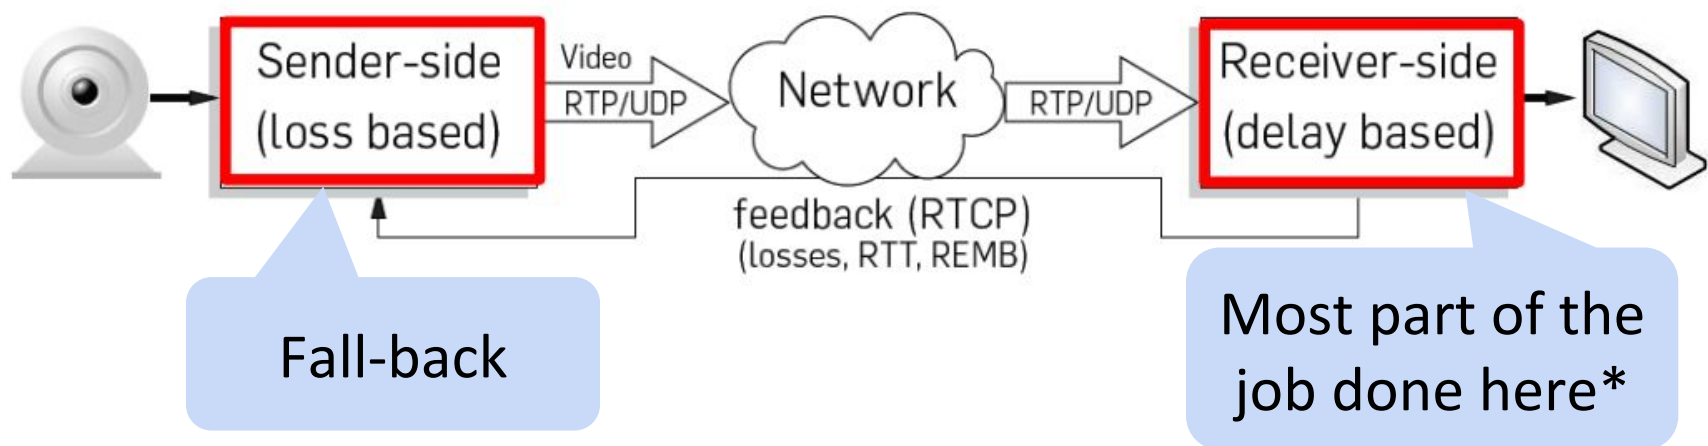 Sender-side
(loss based)
Video
RTP/UDP
Network
RTP/UDP
Receiver-side
(delay based)
feedback (RTCP)
(losses, RTT, REMB)
Fall-back
Most part of the
job done here*